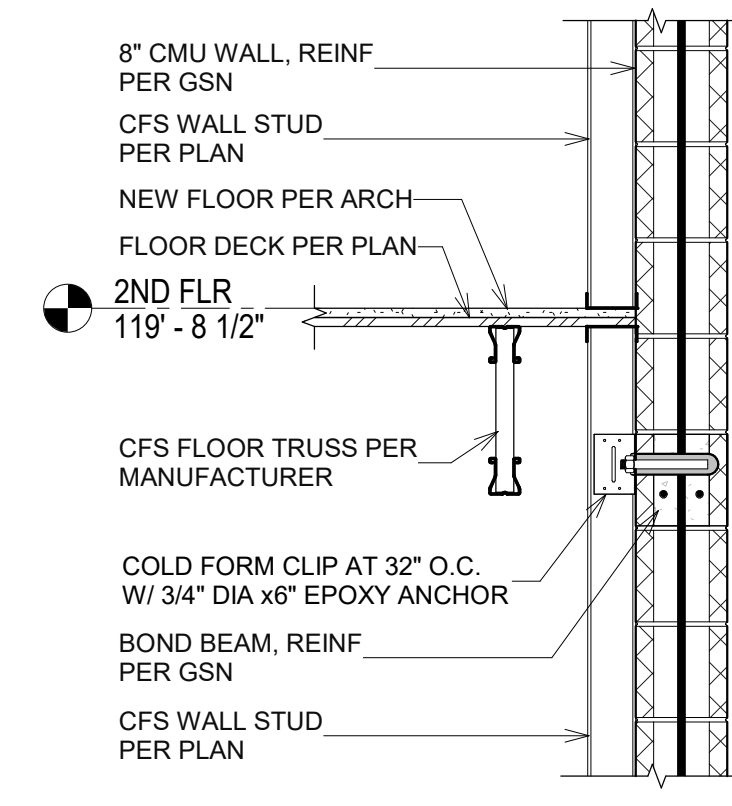 8" CMU WALL, REINF
PER GSN
CFS WALL STUD
PER PLAN
NEW FLOOR PER ARCH
FLOOR DECK PER PLAN
2ND FLR
119' - 8 1/2"
CFS FLOOR TRUSS PER
MANUFACTURER
COLD FORM CLIP AT 32" O.C.
W/ 3/4" DIA x6" EPOXY ANCHOR
BOND BEAM, REINF
PER GSN
CFS WALL STUD
PER PLAN